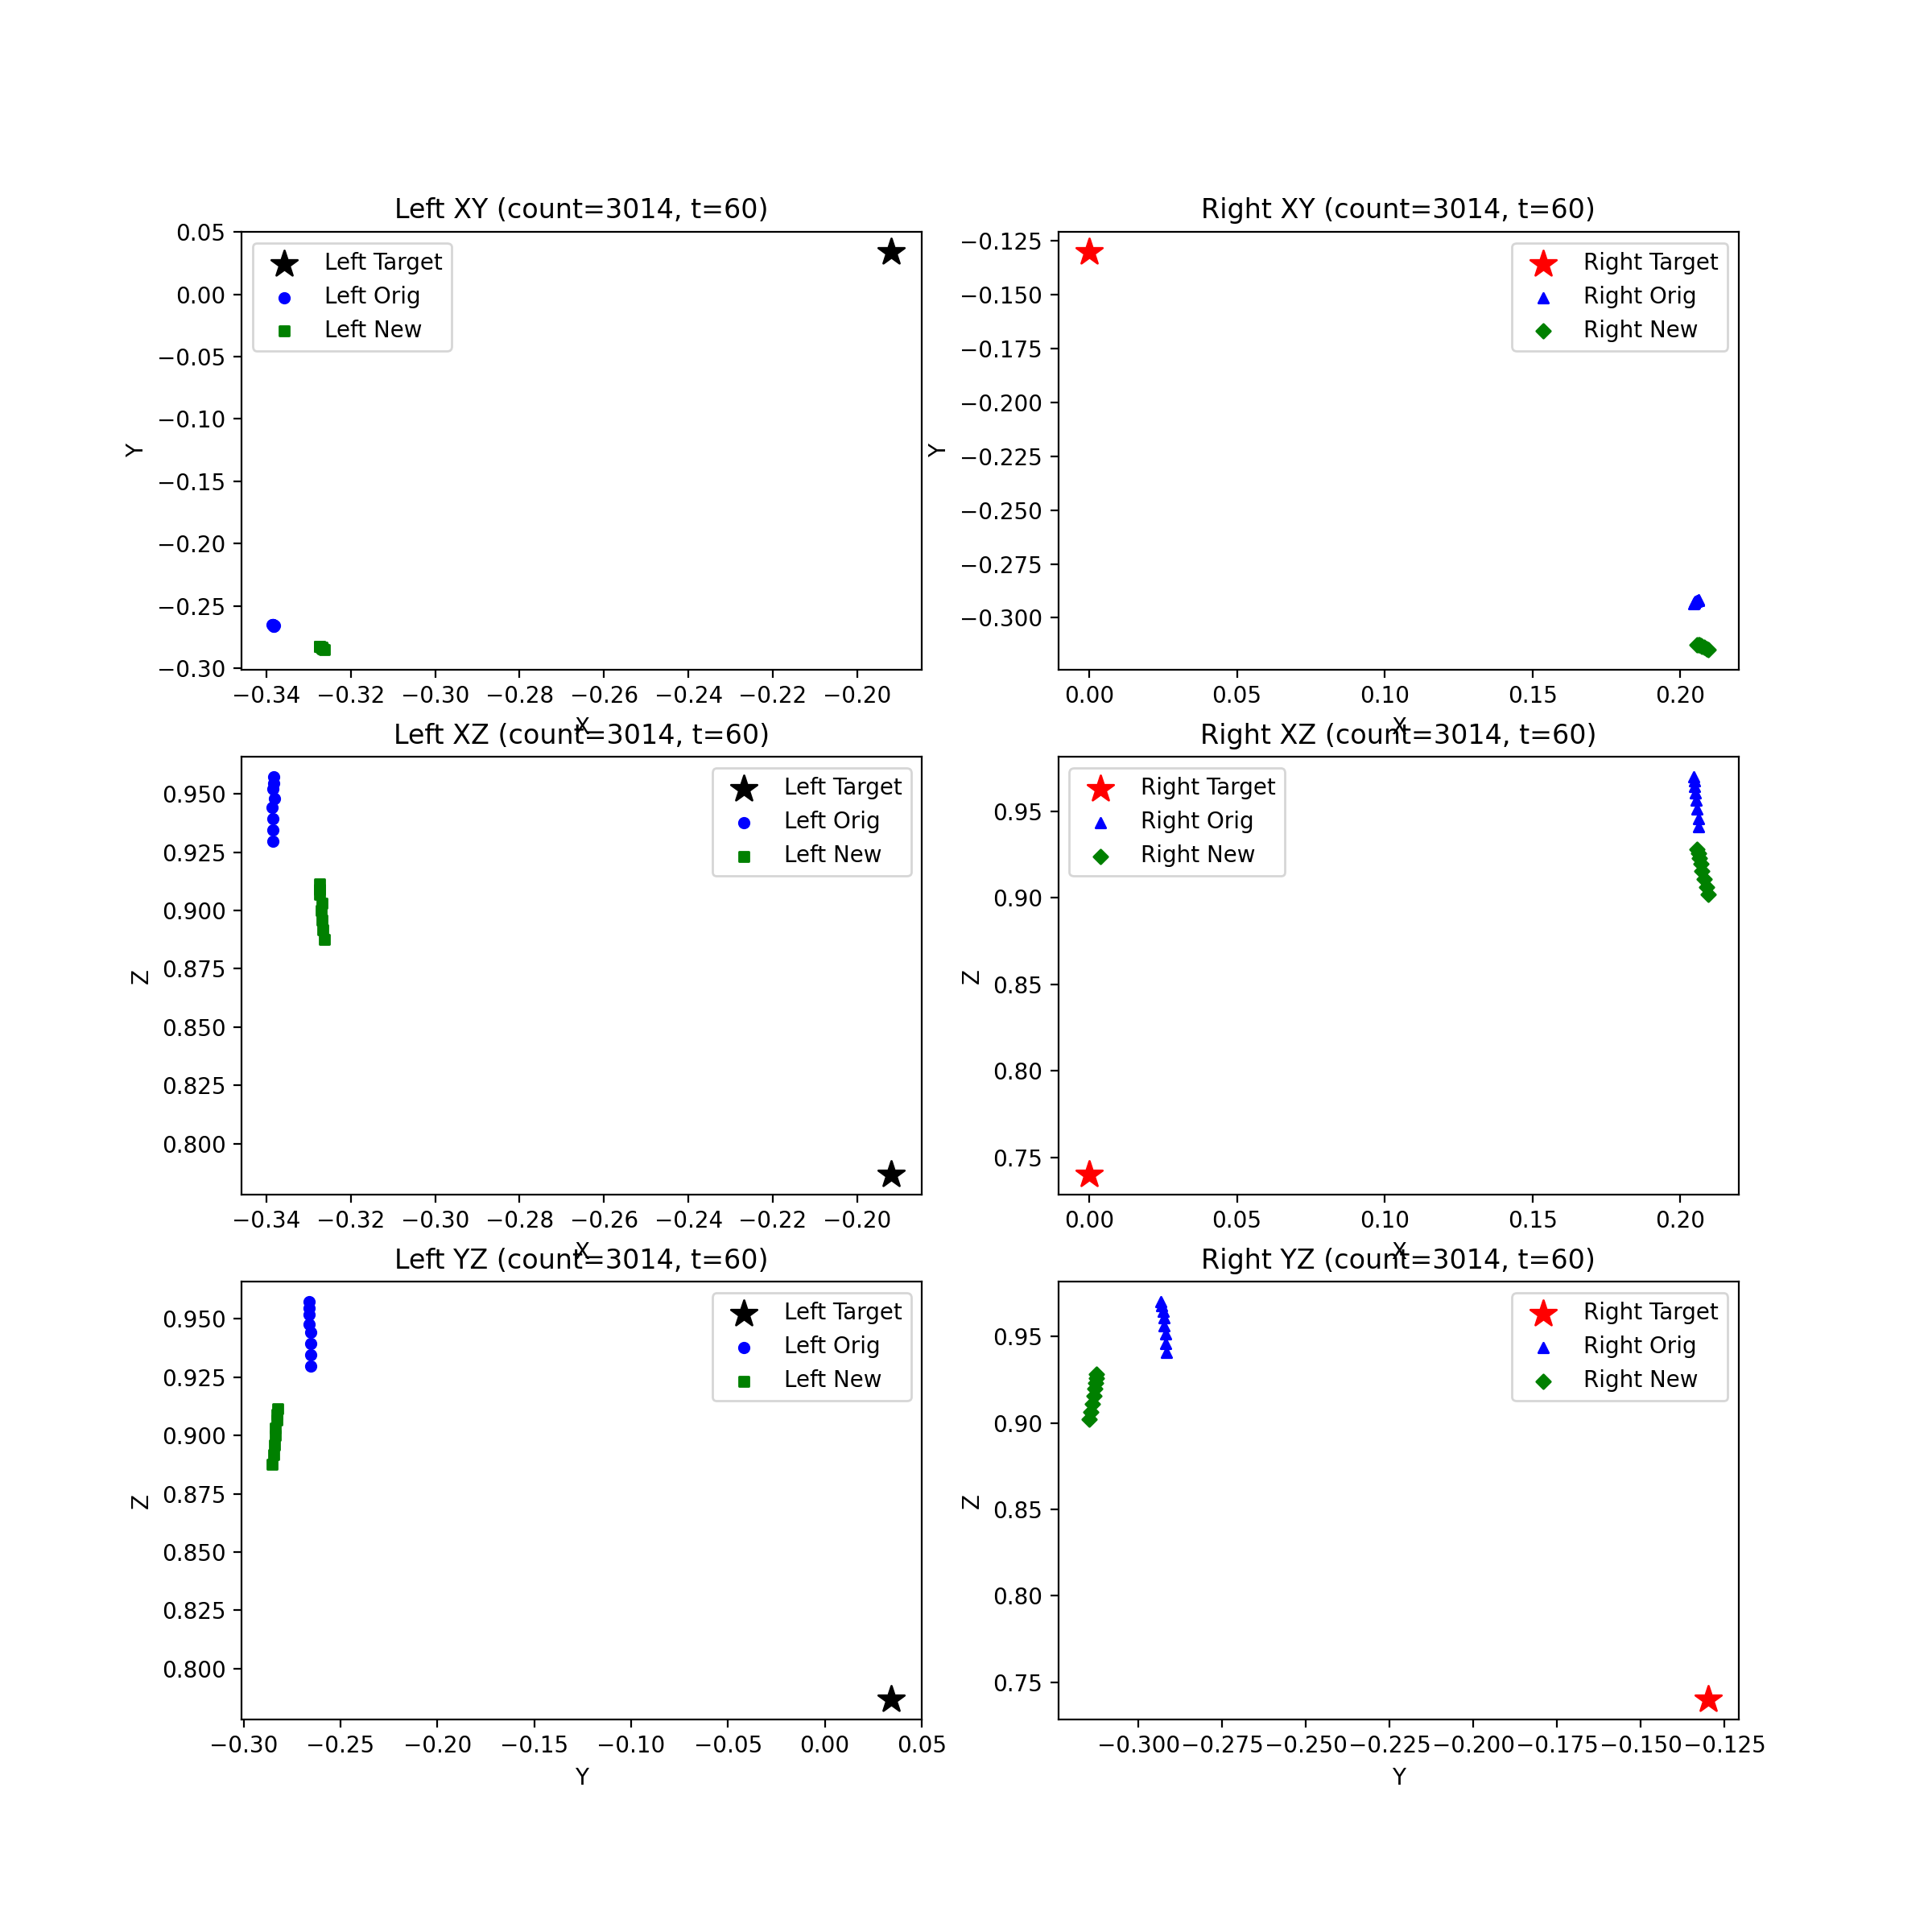 Left XY (count=3014, t=60)
0.05
0.00
−0.05
−0.10
−0.15
−0.20
−0.25
−0.30
Y
Left Target
Left Orig
Left New
−0.34 −0.32 −0.30 −0.28 −0.26 −0.24 −0.22 −0.20
X
Right XY (count=3014, t=60)
−0.125
−0.150
−0.175
−0.200
−0.225
−0.250
−0.275
−0.300
Y
Right Target
Right Orig
Right New
0.00 0.05 0.10 0.15 0.20
X
Left XZ (count=3014, t=60)
0.950
0.925
0.900
0.875
0.850
0.825
0.800
Z
Left Target
Left Orig
Left New
−0.34 −0.32 −0.30 −0.28 −0.26 −0.24 −0.22 −0.20
X
Right XZ (count=3014, t=60)
0.95
0.90
0.85
0.80
0.75
Z
Right Target
Right Orig
Right New
0.00 0.05 0.10 0.15 0.20
X
Left YZ (count=3014, t=60)
0.950
0.925
0.900
0.875
0.850
0.825
0.800
Z
Left Target
Left Orig
Left New
−0.30 −0.25 −0.20 −0.15 −0.10 −0.05 0.00 0.05
Y
Right YZ (count=3014, t=60)
0.95
0.90
0.85
0.80
0.75
Z
Right Target
Right Orig
Right New
−0.300 −0.275 −0.250 −0.225 −0.200 −0.175 −0.150 −0.125
Y